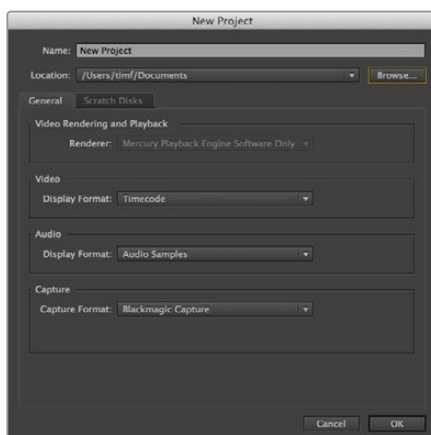 New Project
Name: New Project
Location: /Users/timf/Documents Browse...
General Scratch Disks
Video Rendering and Playback
Renderer: Mercury Playback Engine Software Only
Video
Display Format: Timecode
Audio
Display Format: Audio Samples
Capture
Capture Format: Blackmagic Capture
Cancel OK